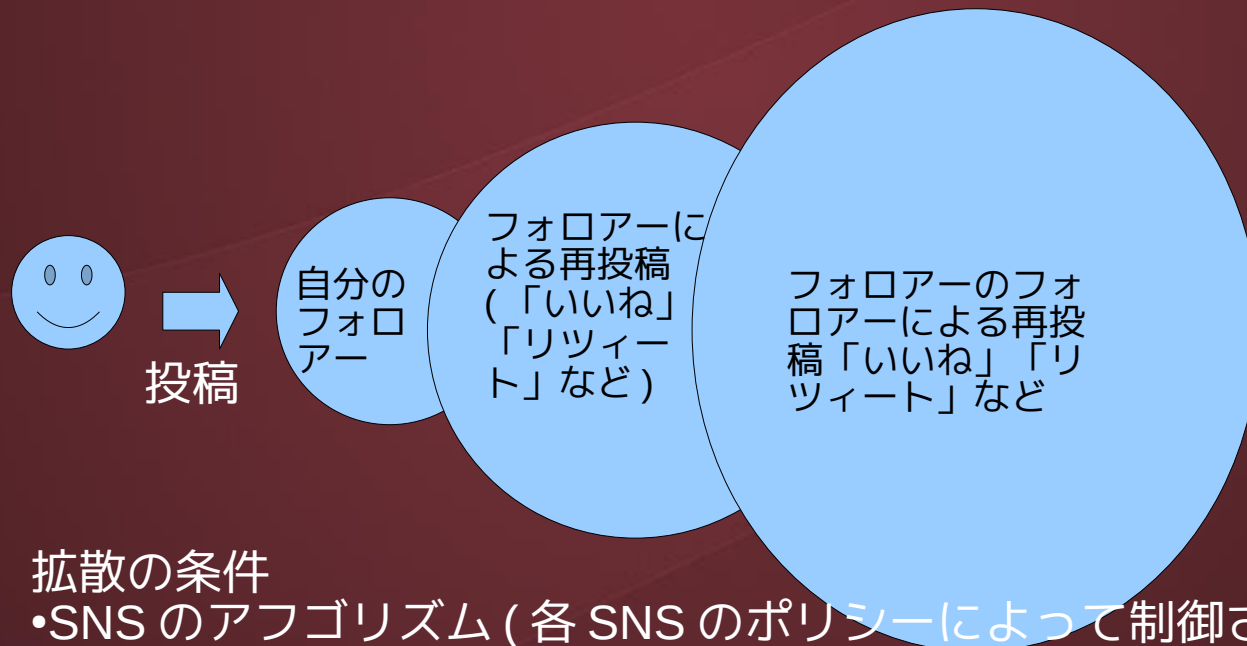 投稿
自分の
フォロ
アー
フォロアーに
よる再投稿
(「いいね」
「リツィー
ト」など)
フォロアーのフォ
ロアーによる再投
稿「いいね」「リ
ツィート」など
拡散の条件
•SNS のアフゴリズム ( 各 SNS のポリシーによって制御さ